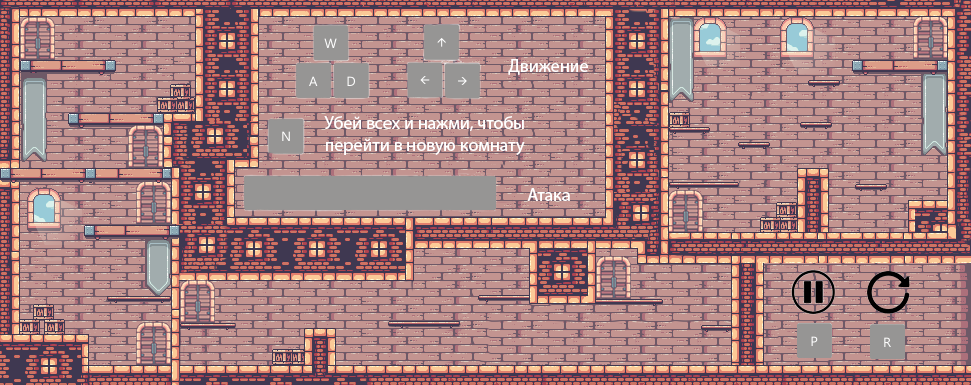 W ↑
A D ← →
Движение
N
Убей всех и нажми, чтобы
перейти в новую комнату
Атака
P R